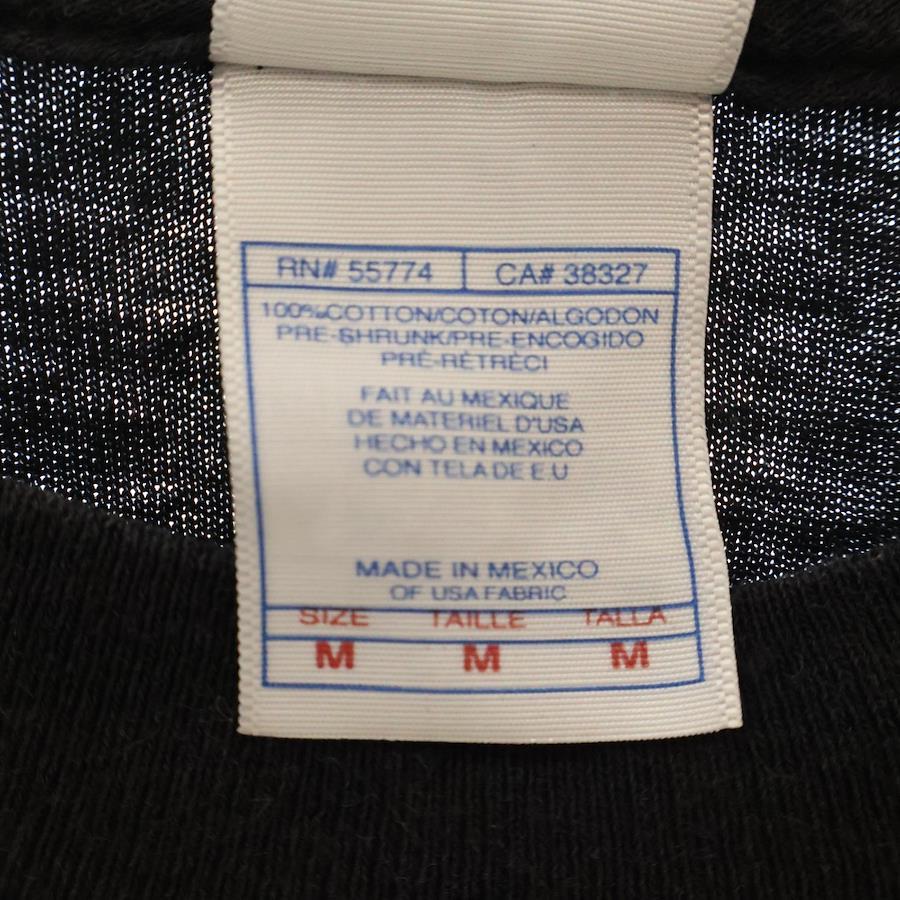 RN# 55774 CA# 38327
100% COTTON/COTON/ALGODON
PRE-SHRUNK/PRE-ENCOGIDO
PRÉ-RÉTRÉCI
FAIT AU MEXIQUE
DE MATERIEL D'USA
HECHO EN MEXICO
CON TELA DE E.U
MADE IN MEXICO
OF USA FABRIC
SIZE TAILLE TALLA
M M M